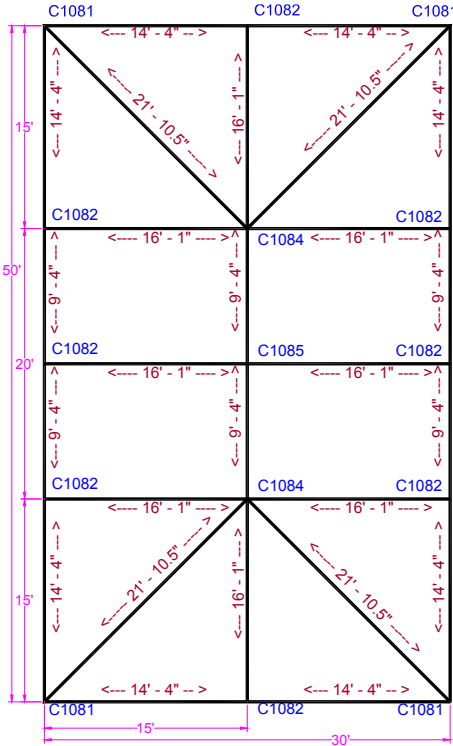 C1081 C1082 C1081
<--- 14' - 4" --> <--- 14' - 4" -->
<---- 14' - 4" ----> <---- 21' - 10.5" -----> <---- 16' - 1" ----> <----- 21' - 10.5" -----> <---- 14' - 4" ---->
15'
C1082 C1084 C1082
<---- 16' - 1" ----> <---- 16' - 1" ---->
50'
<---- 9' - 4" ----> <---- 9' - 4" ----> <---- 9' - 4" ---->
C1082 C1085 C1082
20'
<---- 16' - 1" ----> <---- 16' - 1" ---->
<---- 9' - 4" ----> <---- 9' - 4" ----> <---- 9' - 4" ---->
C1082 C1084 C1082
<---- 16' - 1" ----> <---- 16' - 1" ---->
<---- 14' - 4" ----> <----- 21' - 10.5" -----> <---- 16' - 1" ----> <---- 21' - 10.5" -----> <---- 14' - 4" ---->
15'
<--- 14' - 4" --> <--- 14' - 4" -->
C1081 C1082 C1081
15'
30'